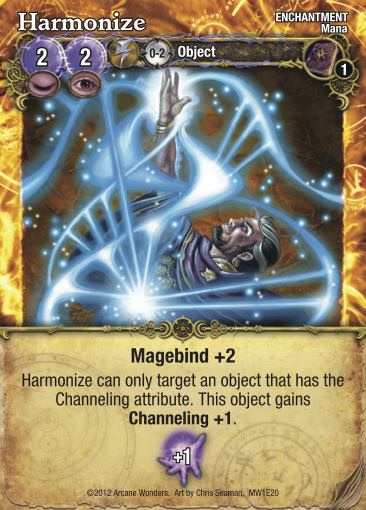 Harmonize
ENCHANTMENT
Mana
2 2 0-2 Object
1
Magebind +2
Harmonize can only target an object that has the
Channeling attribute. This object gains
Channeling +1.
+1
©2012 Arcane Wonders. Art by Chris Seaman. MW1E20